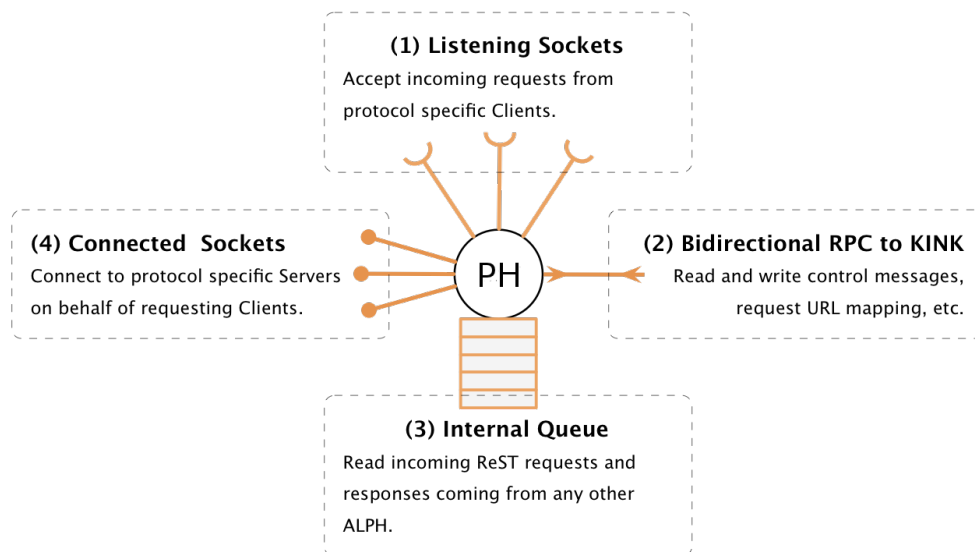 (1) Listening Sockets
Accept incoming requests from
protocol specific Clients.
(4) Connected  Sockets
Connect to protocol specific Servers
on behalf of requesting Clients.
PH
(2) Bidirectional RPC to KINK
Read and write control messages,
request URL mapping, etc.
(3) Internal Queue
Read incoming ReST requests and
responses coming from any other
ALPH.